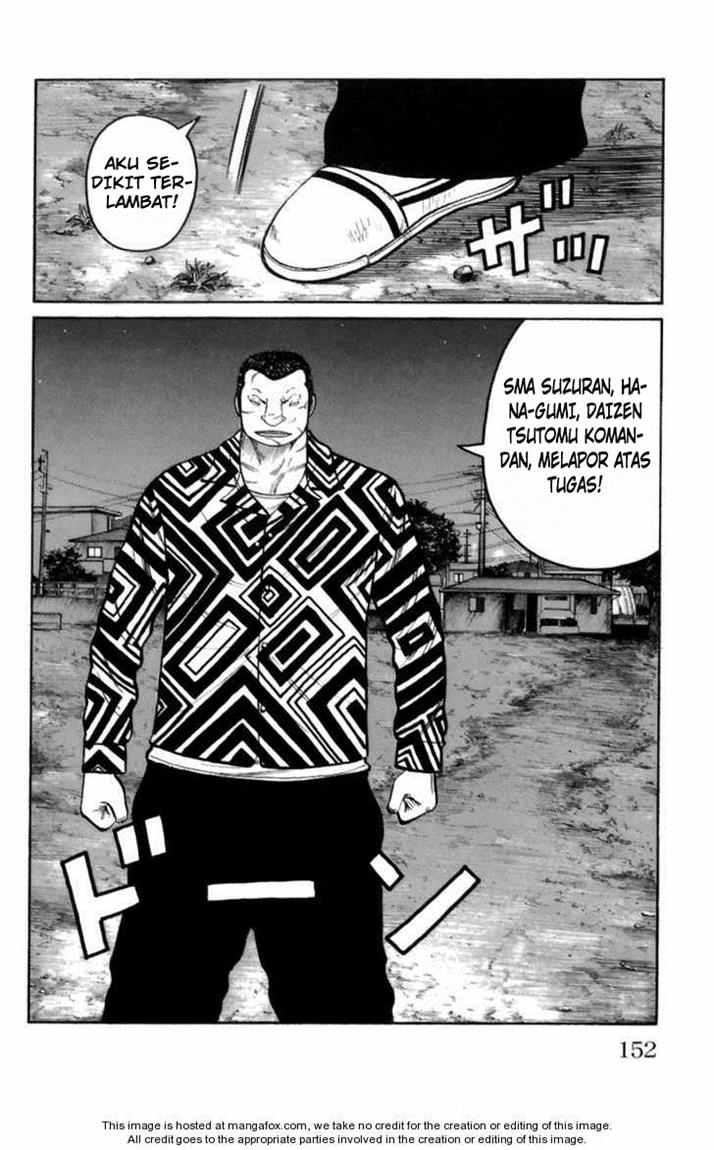 AKU SE-
DIKIT TER-
LAMBAT!
ザッ
SMA SUZURAN, HA-
NA-GUMI, DAIZEN
TSUTOMU KOMAN-
DAN, MELAPOR ATAS
TUGAS!
ドーン
152
This image is hosted at mangafox.com, we take no credit for the creation or editing of this image.
All credit goes to the appropriate parties involved in the creation or editing of this image.